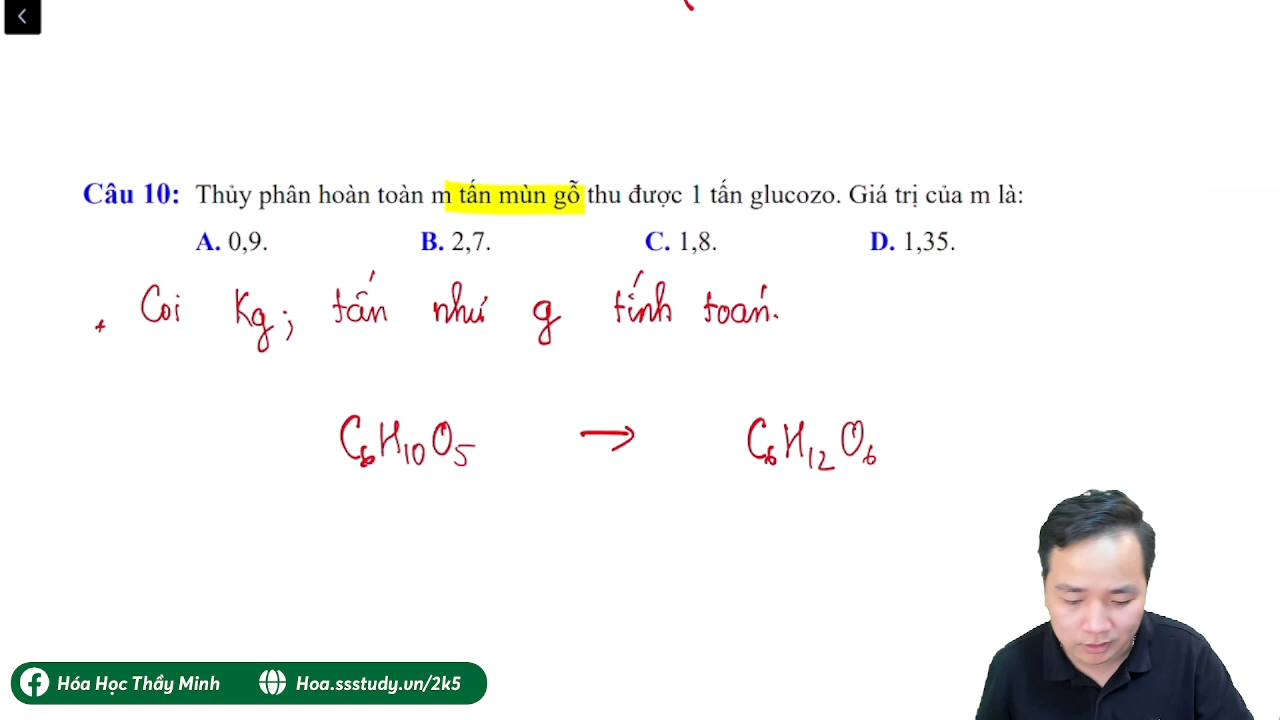 Câu 10: Thủy phân hoàn toàn m tấn mùn gỗ thu được 1 tấn glucozo. Giá trị của m là:
A. 0,9. B. 2,7. C. 1,8. D. 1,35.
+ Coi Kg; tấn như g tính toán.
C6H10O5 → C6H12O6
Hóa Học Thầy Minh Hoa.ssstudy.vn/2k5